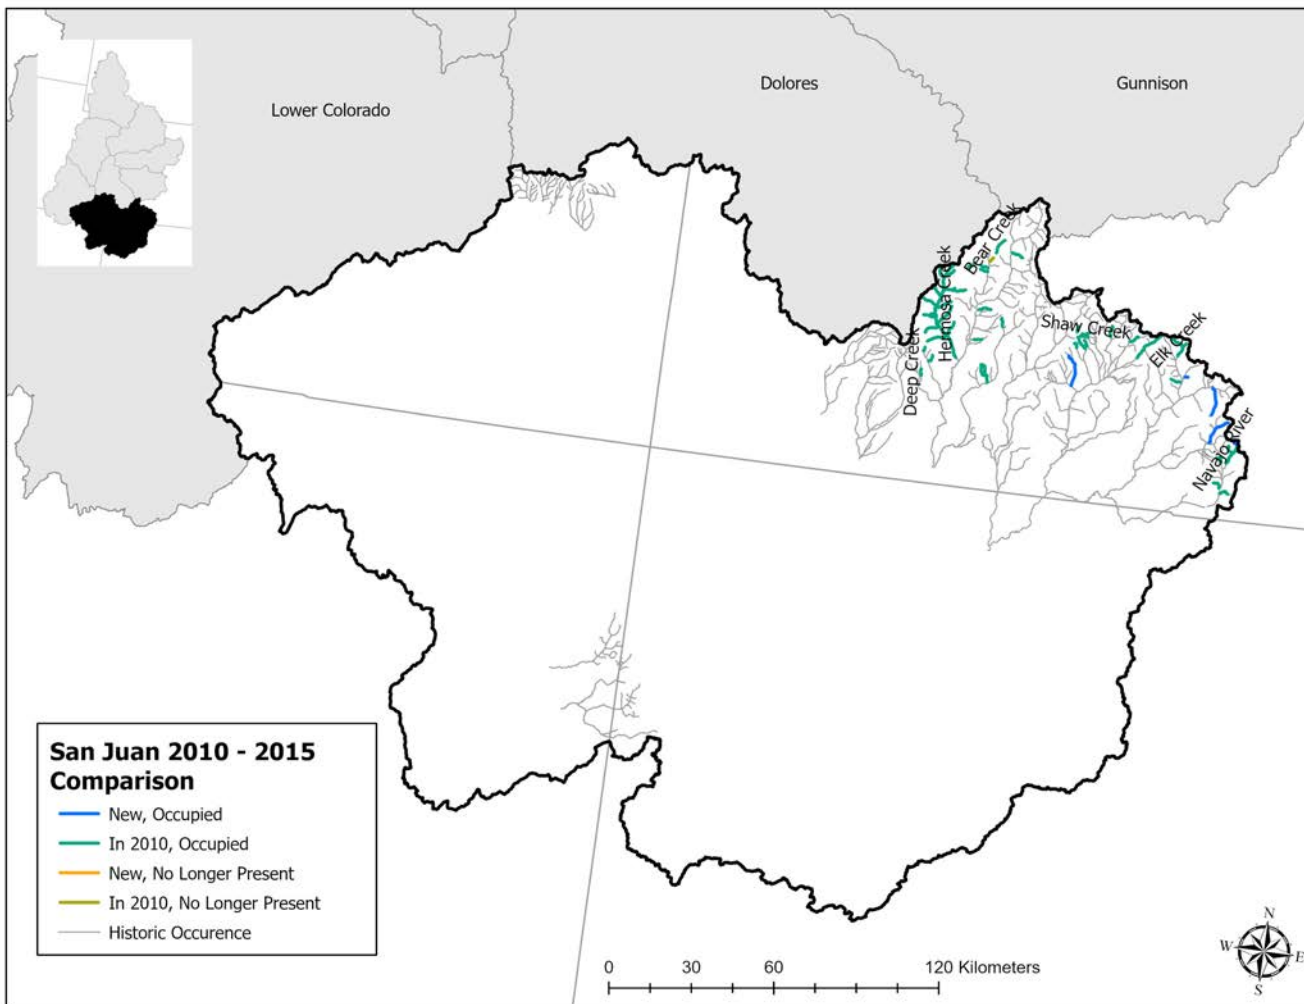 Lower Colorado
Dolores
Gunnison
Bear Creek
Hermosa Creek
Deep Creek
Shaw Creek
Elk Creek
Navajo River
San Juan 2010 - 2015
Comparison
New, Occupied
In 2010, Occupied
New, No Longer Present
In 2010, No Longer Present
Historic Occurence
0 30 60 120 Kilometers
N
W E
S